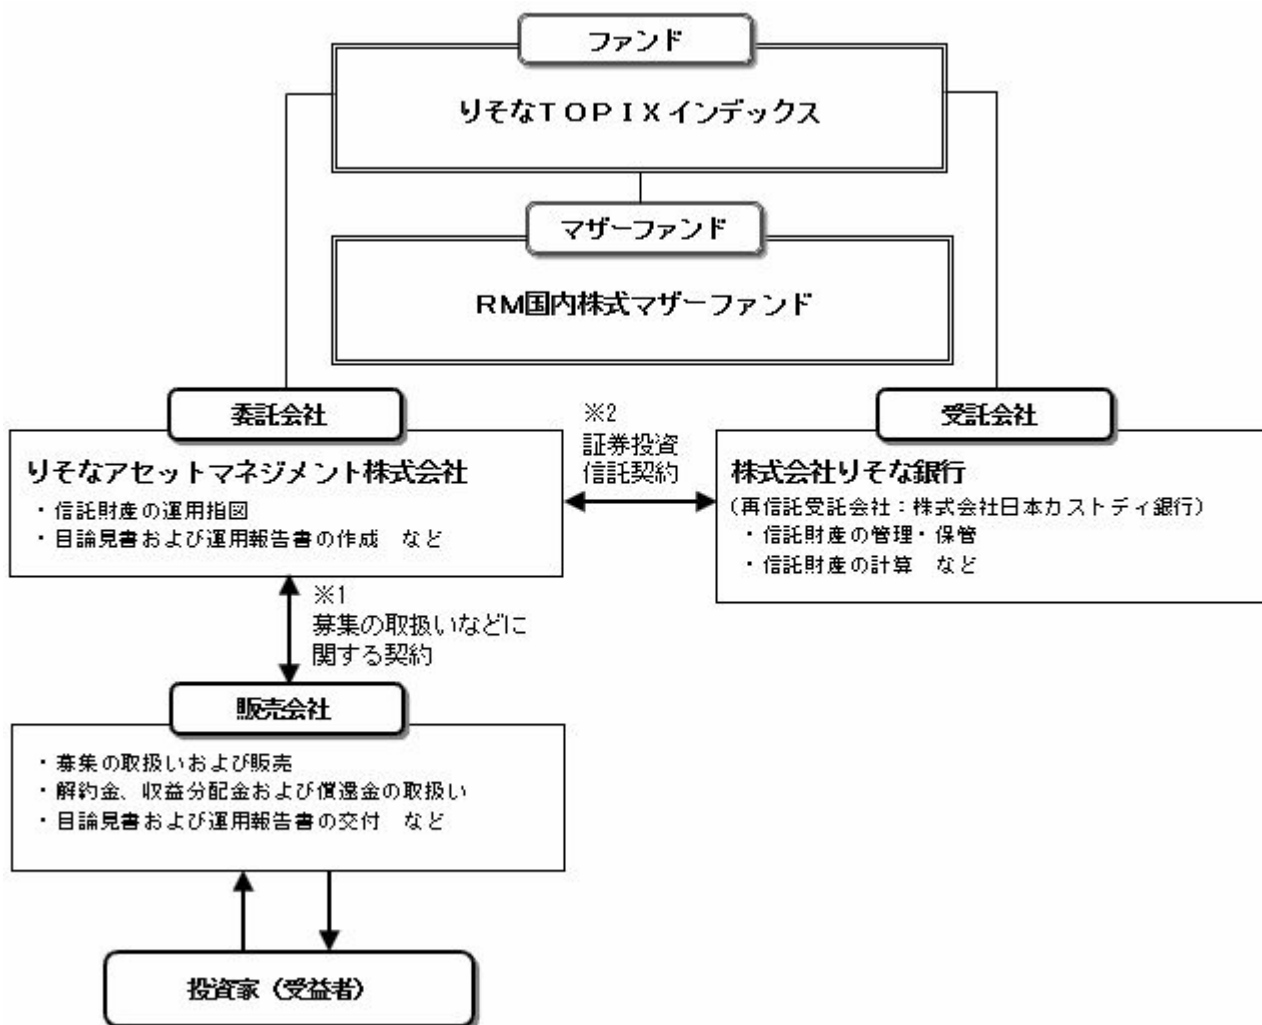 ファンド
りそなＴＯＰＩＸインデックス
マザーファンド
ＲＭ国内株式マザーファンド
委託会社
りそなアセットマネジメント株式会社
・信託財産の運用指図
・目論見書および運用報告書の作成　など
※2
証券投資
信託契約
受託会社
株式会社りそな銀行
(再信託受託会社：株式会社日本カストディ銀行)
・信託財産の管理・保管
・信託財産の計算　など
※1
募集の取扱いなどに
関する契約
販売会社
・募集の取扱いおよび販売
・解約金、収益分配金および償還金の取扱い
・目論見書および運用報告書の交付　など
投資家（受益者）